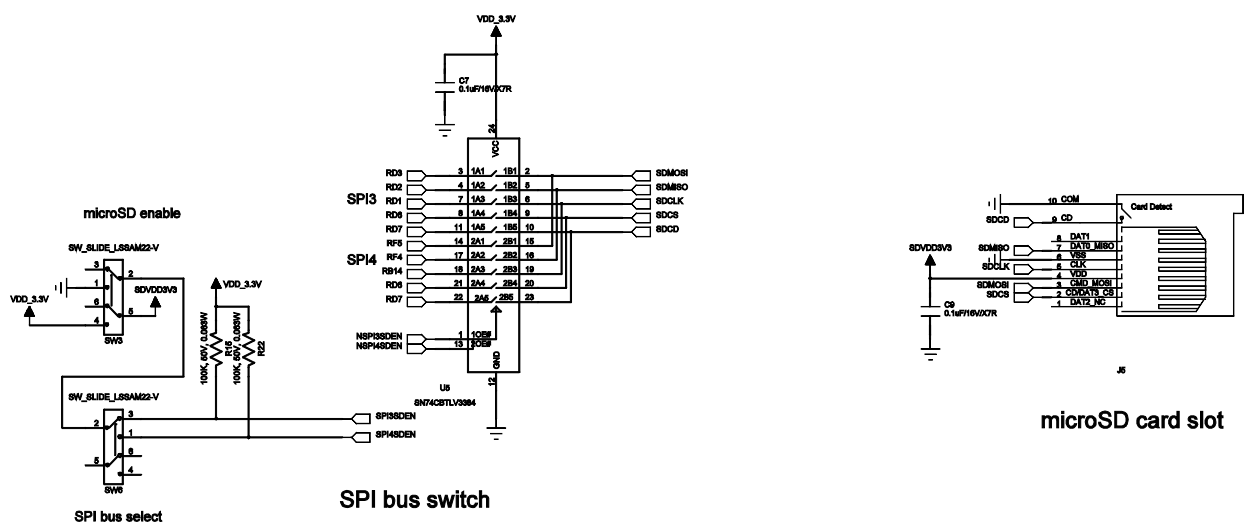 VDD_3.3V
C7
0.1uF/16V/X7R
24
VCC
RD3 3 1A1 1B1 2 SDMOSI
RD2 4 1A2 1B2 5 SDMISO
SPI3
RD1 7 1A3 1B3 6 SDCLK
RD6 8 1A4 1B4 9 SDCS
RD7 11 1A5 1B5 10 SDCD
RF5 14 2A1 2B1 15
SPI4
RF4 17 2A2 2B2 16
RB14 18 2A3 2B3 19
RD6 21 2A4 2B4 20
RD7 22 2A5 2B5 23
NSPI3SDEN 1 1OE#
NSPI4SDEN 13 2OE#
GND
12
U5
SN74CBTLV3384
microSD enable
SW_SLIDE_LSSAM22-V
3
2
1
VDD_3.3V
SDVDD3V3
6
5
4
SW3
VDD_3.3V
R15
100K, 50V, 0.063W
R22
100K, 50V, 0.063W
SW_SLIDE_LSSAM22-V
3
2
1
6
5
4
SW6
SPI3SDEN
SPI4SDEN
SPI bus select
SPI bus switch
10 COM
Card Detect
SDCD 9 CD
8 DAT1
SDMISO 7 DAT0_MISO
6 VSS
SDCLK 5 CLK
SDVDD3V3
4 VDD
SDMOSI 3 CMD_MOSI
SDCS 2 CD/DAT3_CS
1 DAT2_NC
C9
0.1uF/16V/X7R
J5
microSD card slot